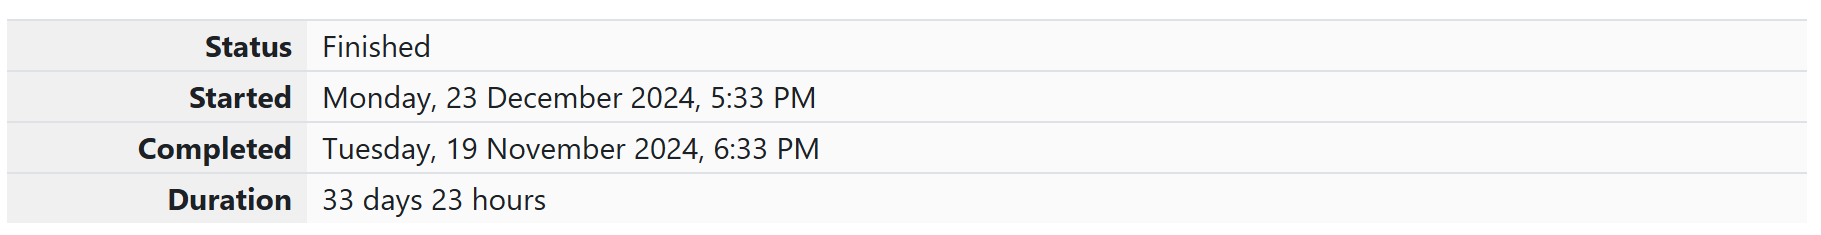 Status Finished
Started Monday, 23 December 2024, 5:33 PM
Completed Tuesday, 19 November 2024, 6:33 PM
Duration 33 days 23 hours